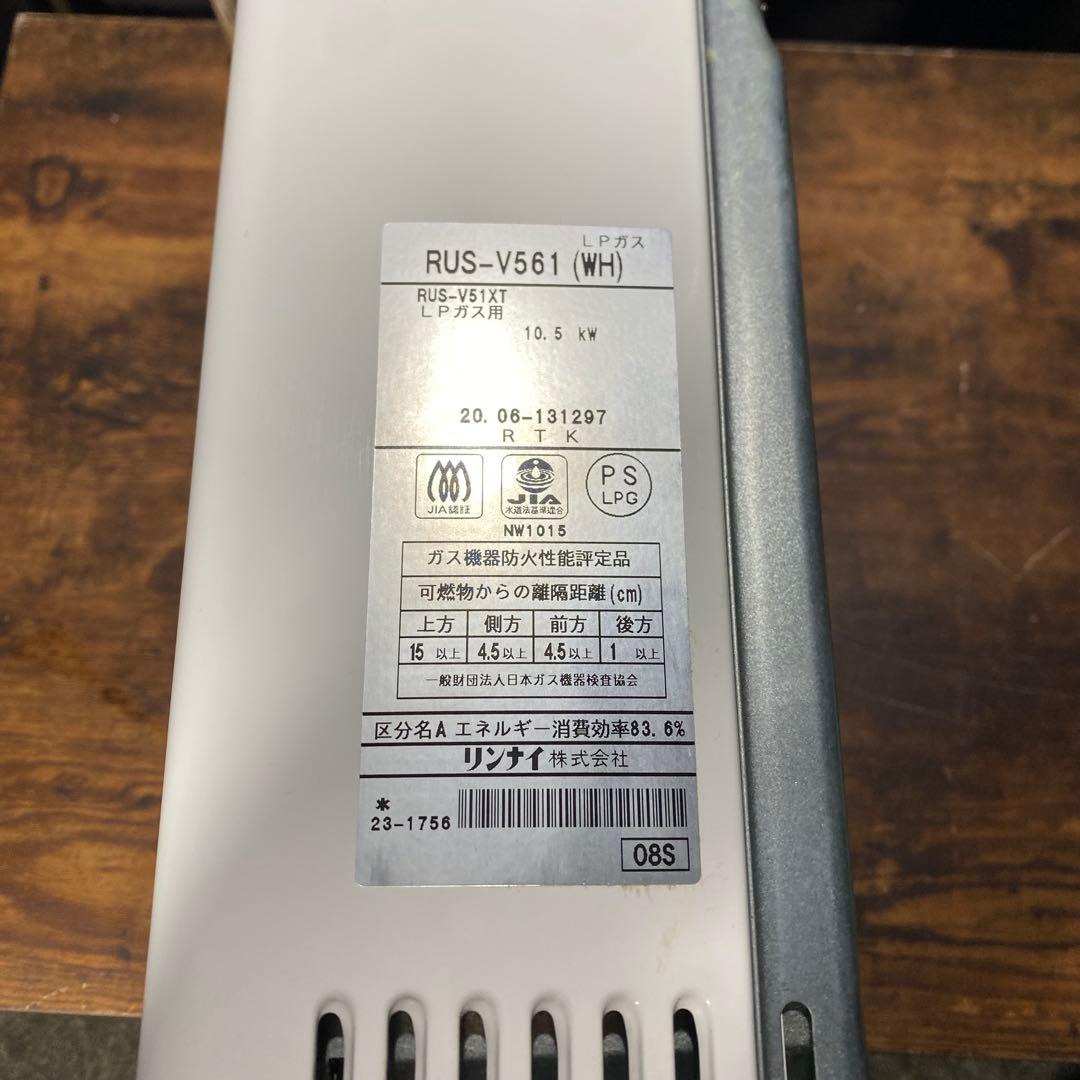 LPガス
RUS-V561(WH)
RUS-V51XT
LPガス用
10.5 kW
20.06-131297
RTK
JIA認証
JIA
水道法基準適合
PS
LPG
NW1015
ガス機器防火性能評定品
可燃物からの離隔距離(cm)
上方 側方 前方 後方
15以上 4.5以上 4.5以上 1以上
一般財団法人日本ガス機器検査協会
区分名A エネルギー消費効率83.6%
リンナイ株式会社
*
23-1756
08S